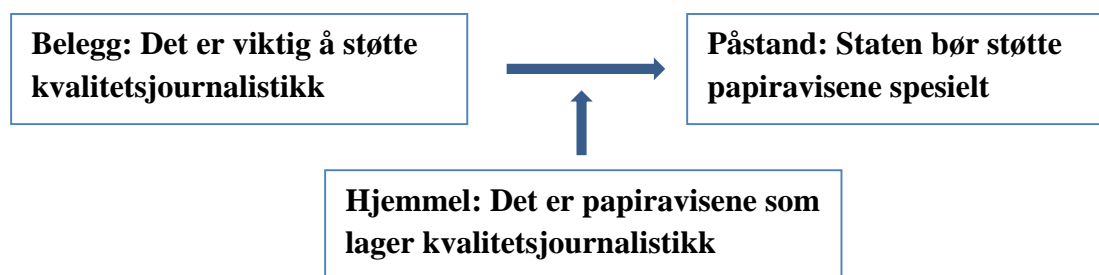 Belegg: Det er viktig å støtte
kvalitetsjournalistikk
Påstand: Staten bør støtte
papiravisene spesielt
Hjemmel: Det er papiravisene som
lager kvalitetsjournalistikk